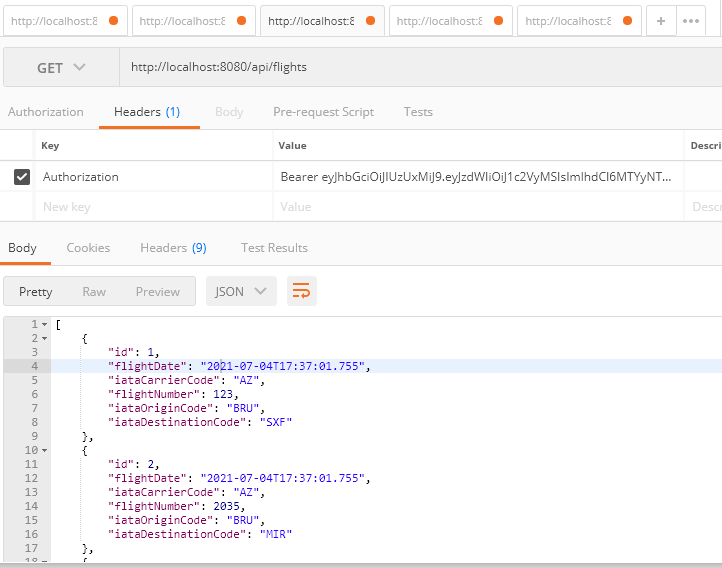 http://localhost:8 http://localhost:8 http://localhost:8 http://localhost:8 http://localhost:8 + •••
GET http://localhost:8080/api/flights
Authorization Headers (1) Body Pre-request Script Tests
Key Value Descri
Authorization Bearer eyJhbGciOiJIUzUxMiJ9.eyJzdWIiOiJ1c2VyMSIsImlhdCI6MTYyNT...
New key Value Desc
Body Cookies Headers (9) Test Results
Pretty Raw Preview JSON
1 [
2 {
3 "id": 1,
4 "flightDate": "2021-07-04T17:37:01.755",
5 "iataCarrierCode": "AZ",
6 "flightNumber": 123,
7 "iataOriginCode": "BRU",
8 "iataDestinationCode": "SXF"
9 },
10 {
11 "id": 2,
12 "flightDate": "2021-07-04T17:37:01.755",
13 "iataCarrierCode": "AZ",
14 "flightNumber": 2035,
15 "iataOriginCode": "BRU",
16 "iataDestinationCode": "MIR"
17 },
18 {